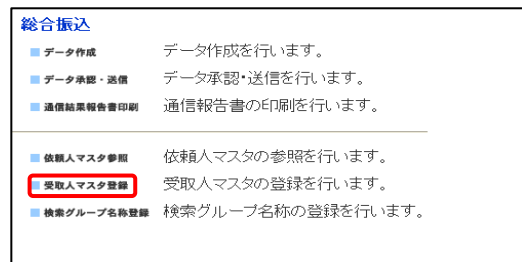 総合振込
データ作成 データ作成を行います。
データ承認・送信 データ承認・送信を行います。
通信結果報告書印刷 通信報告書の印刷を行います。
依頼人マスタ参照 依頼人マスタの参照を行います。
受取人マスタ登録 受取人マスタの登録を行います。
検索グループ名称登録 検索グループ名称の登録を行います。